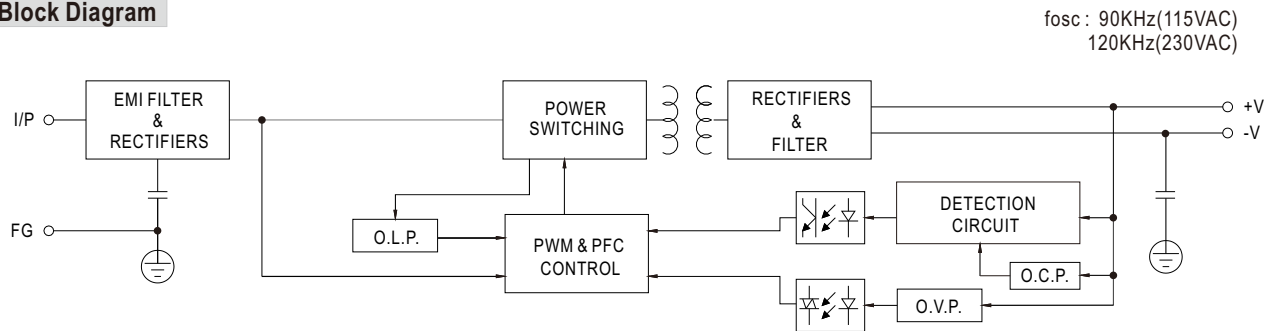 Block Diagram
fosc : 90KHz(115VAC)
120KHz(230VAC)
I/P
EMI FILTER
&
RECTIFIERS
POWER
SWITCHING
RECTIFIERS
&
FILTER
+V
-V
FG
O.L.P.
PWM & PFC
CONTROL
DETECTION
CIRCUIT
O.C.P.
O.V.P.